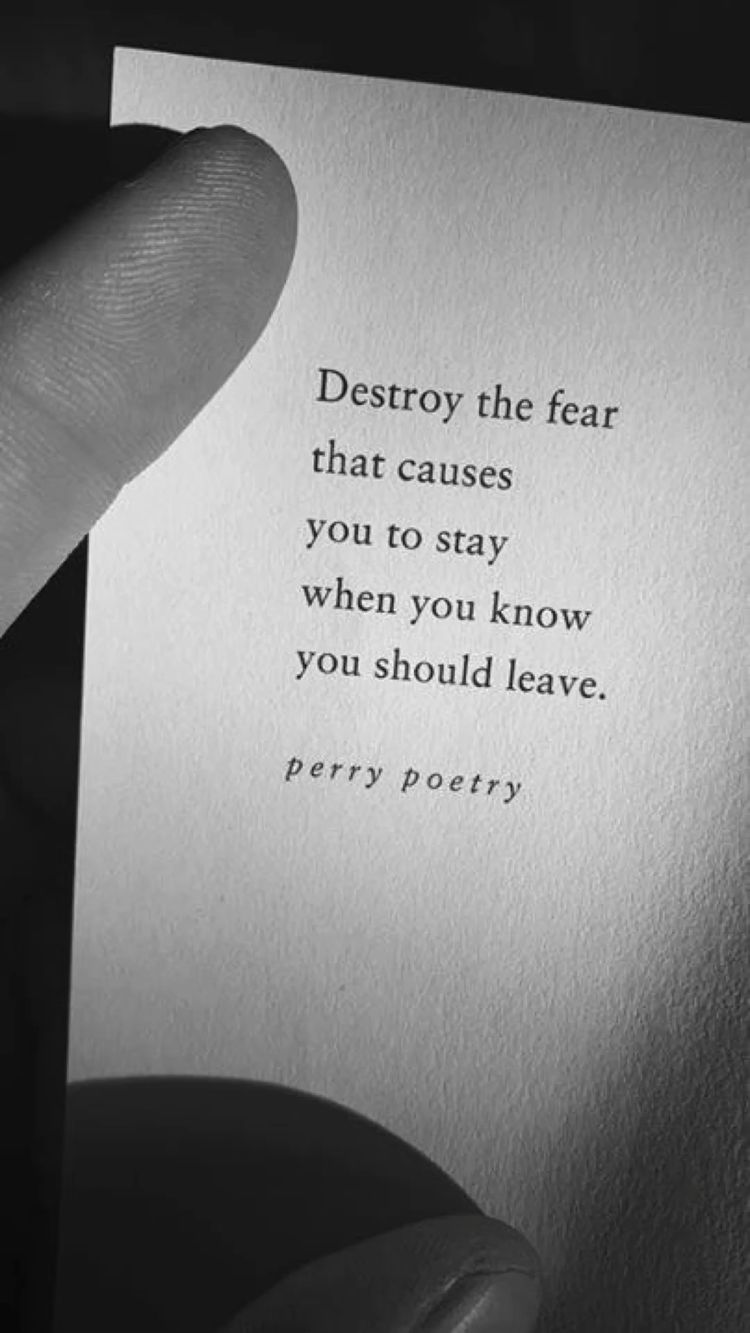 Destroy the fear
that causes
you to stay
when you know
you should leave.
perry poetry